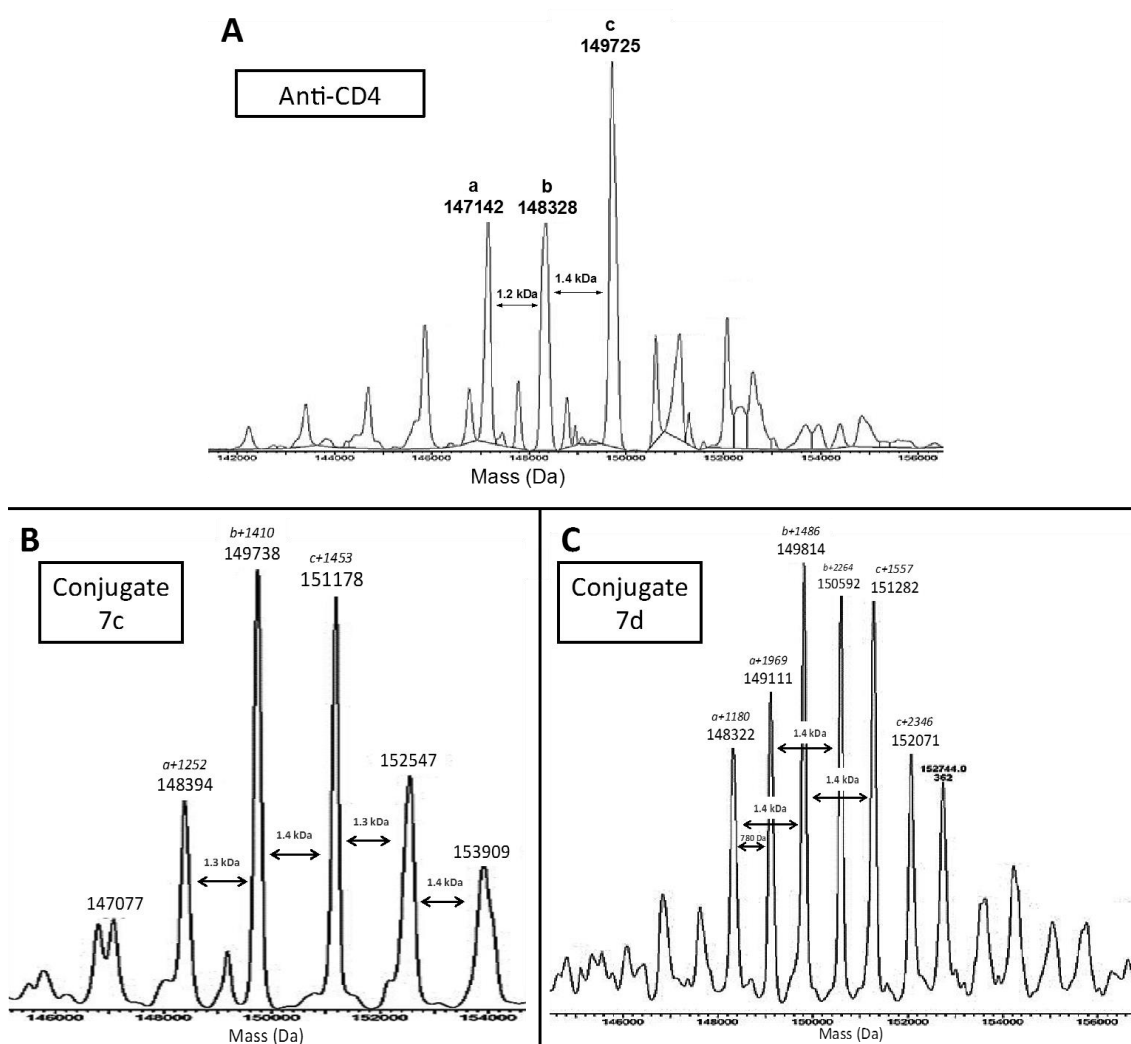 A
Anti-CD4
c
149725
a
147142
b
148328
1.2 kDa
1.4 kDa
142000 144000 146000 148000 150000 152000 154000 156000
Mass (Da)
B
Conjugate
7c
b+1410
149738
c+1453
151178
a+1252
148394
152547
153909
147077
1.3 kDa
1.4 kDa
1.3 kDa
1.4 kDa
146000 148000 150000 152000 154000
Mass (Da)
C
Conjugate
7d
b+1486
149814
b+2264
150592
c+1557
151282
a+1969
149111
a+1180
148322
c+2346
152071
152744.0
362
1.4 kDa
1.4 kDa
1.4 kDa
780 Da
146000 148000 150000 152000 154000 156000
Mass (Da)